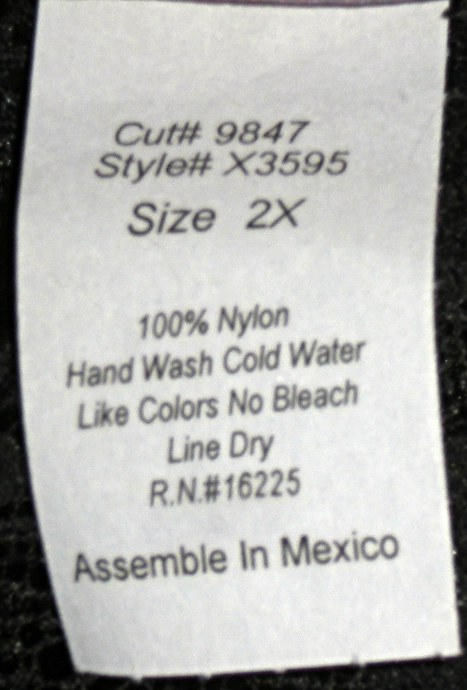 Cut# 9847
Style# X3595
Size 2X
100% Nylon
Hand Wash Cold Water
Like Colors No Bleach
Line Dry
R.N.#16225
Assemble In Mexico